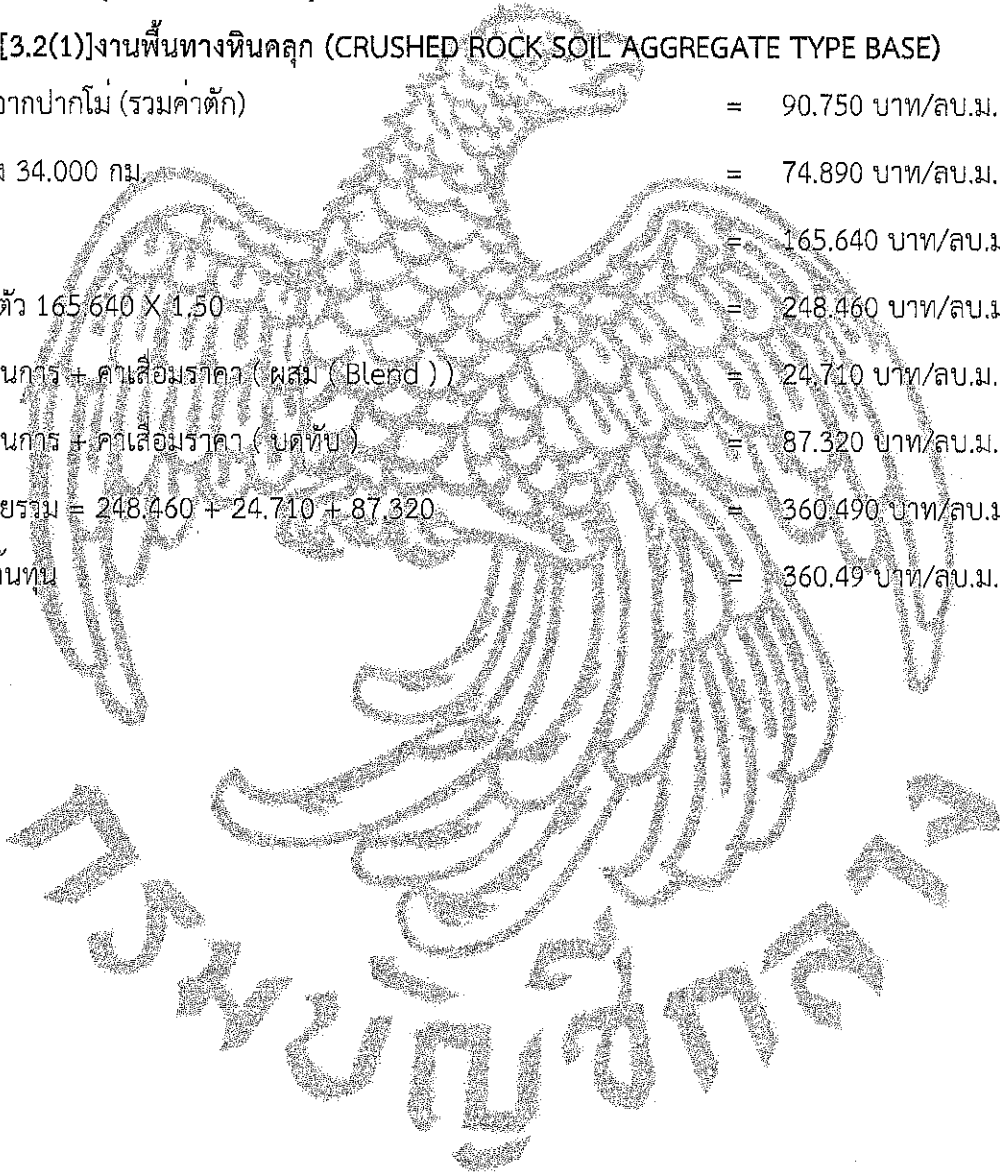 [3.2(1)]งานพื้นทางหินคลุก (CRUSHED ROCK SOIL AGGREGATE TYPE BASE)
จากปากโม่ (รวมค่าตัก) = 90.750 บาท/ลบ.ม.
34.000 กม. = 74.890 บาท/ลบ.ม.
= 165.640 บาท/ลบ.ม
ตัว 165.640 X 1.50 = 248.460 บาท/ลบ.ม
นการ + ค่าเสื่อมราคา ( ผสม ( Blend ) ) = 24.710 บาท/ลบ.ม.
นการ + ค่าเสื่อมราคา ( บดทับ ) = 87.320 บาท/ลบ.ม.
ยรวม = 248.460 + 24.710 + 87.320 = 360.490 บาท/ลบ.ม
้นทุน = 360.49 บาท/ลบ.ม.
กรมบัญชีกลาง